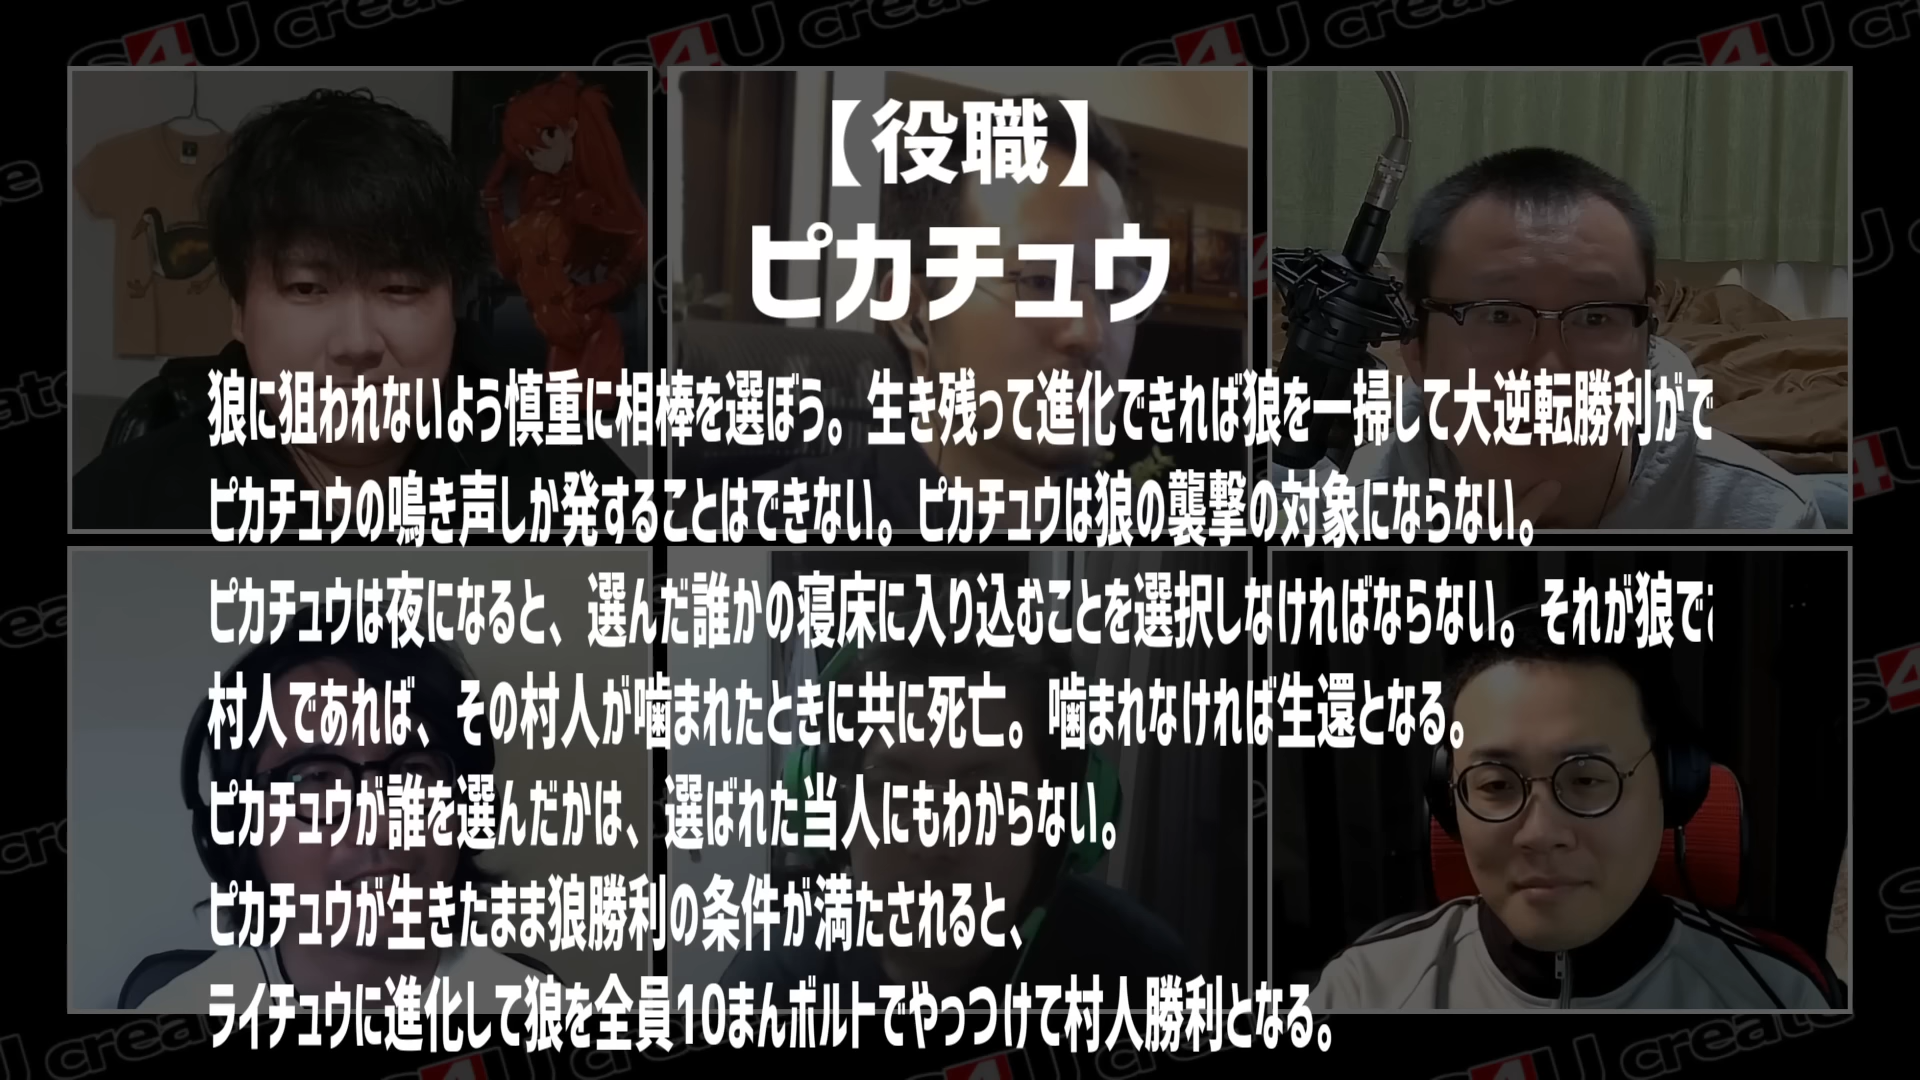 【役職】
ピカチュウ
狼に狙われないよう慎重に相棒を選ぼう。生き残って進化できれば狼を一掃して大逆転勝利がで
ピカチュウの鳴き声しか発することはできない。ピカチュウは狼の襲撃の対象にならない。
ピカチュウは夜になると、選んだ誰かの寝床に入り込むことを選択しなければならない。それが狼で
村人であれば、その村人が噛まれたときに共に死亡。噛まれなければ生還となる。
ピカチュウが誰を選んだかは、選ばれた当人にもわからない。
ピカチュウが生きたまま狼勝利の条件が満たされると、
ライチュウに進化して狼を全員10まんボルトでやっつけて村人勝利となる。
S4U create